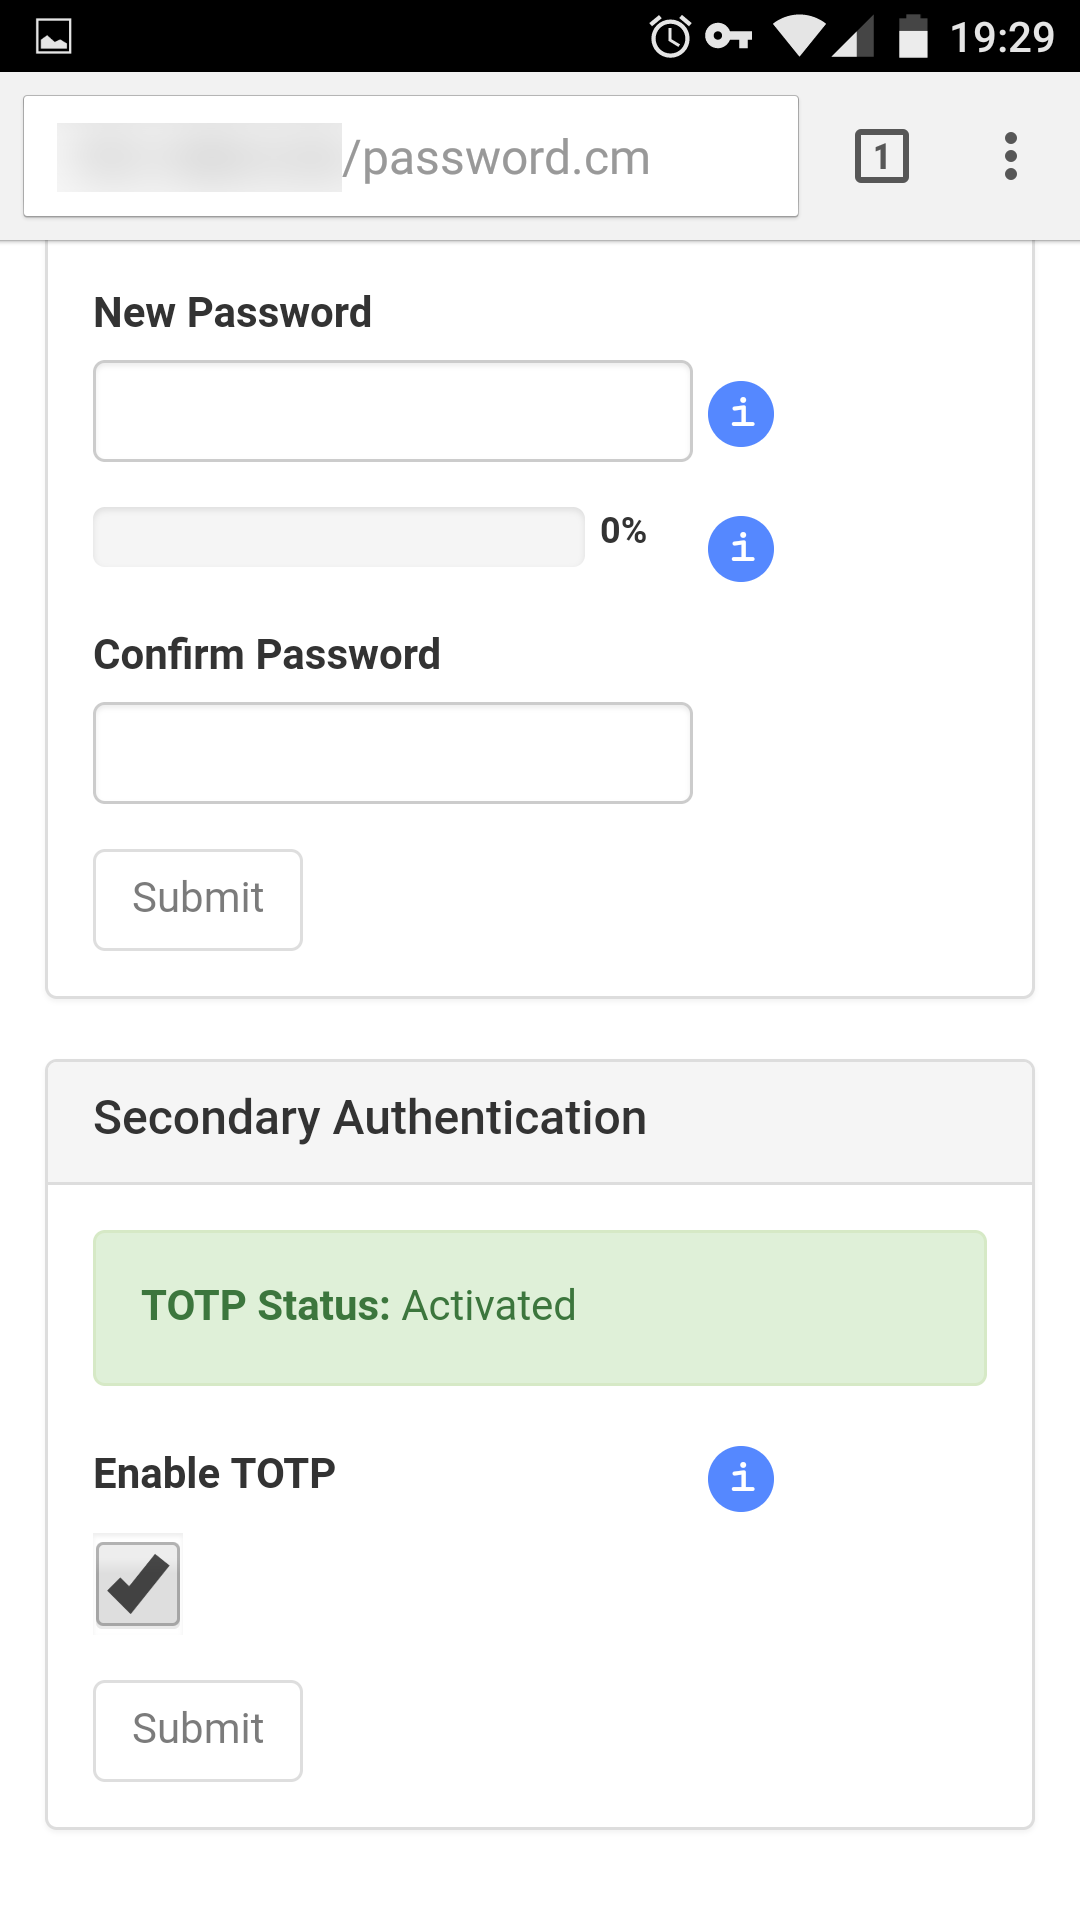 19:29
/password.cm
1
New Password
i
0%
i
Confirm Password
Submit
Secondary Authentication
TOTP Status: Activated
Enable TOTP
i
Submit